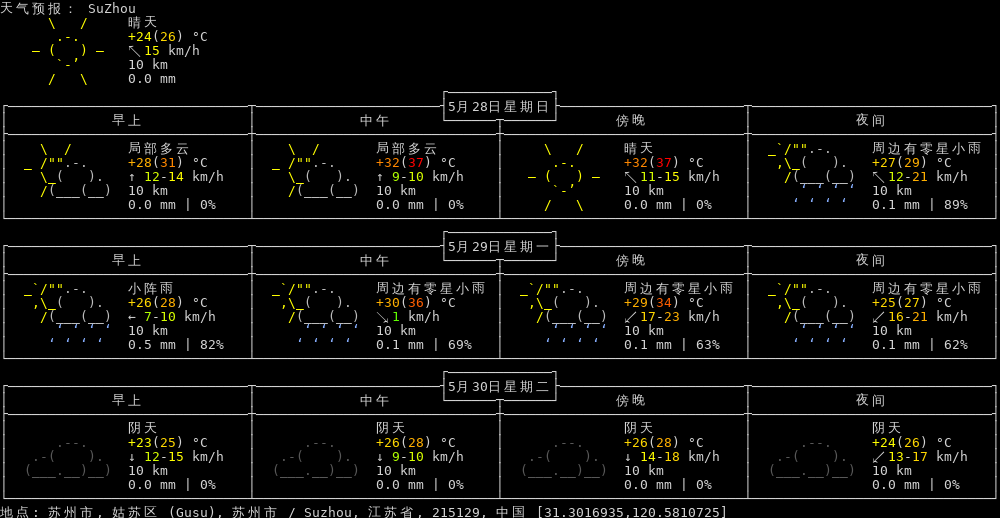 天气预报： SuZhou
晴天
+24(26) °C
↖ 15 km/h
10 km
0.0 mm
5月28日星期日
早上 中午 傍晚 夜间
局部多云 局部多云 晴天 周边有零星小雨
+28(31) °C +32(37) °C +32(37) °C +27(29) °C
↑ 12-14 km/h ↑ 9-10 km/h ↖ 11-15 km/h ↖ 12-21 km/h
10 km 10 km 10 km 10 km
0.0 mm | 0% 0.0 mm | 0% 0.0 mm | 0% 0.1 mm | 89%
5月29日星期一
早上 中午 傍晚 夜间
小阵雨 周边有零星小雨 周边有零星小雨 周边有零星小雨
+26(28) °C +30(36) °C +29(34) °C +25(27) °C
← 7-10 km/h ↘ 1 km/h ↙ 17-23 km/h ↙ 16-21 km/h
10 km 10 km 10 km 10 km
0.5 mm | 82% 0.1 mm | 69% 0.1 mm | 63% 0.1 mm | 62%
5月30日星期二
早上 中午 傍晚 夜间
阴天 阴天 阴天 阴天
+23(25) °C +26(28) °C +26(28) °C +24(26) °C
↓ 12-15 km/h ↓ 9-10 km/h ↓ 14-18 km/h ↙ 13-17 km/h
10 km 10 km 10 km 10 km
0.0 mm | 0% 0.0 mm | 0% 0.0 mm | 0% 0.0 mm | 0%
地点: 苏州市, 姑苏区 (Gusu), 苏州市 / Suzhou, 江苏省, 215129, 中国 [31.3016935,120.5810725]